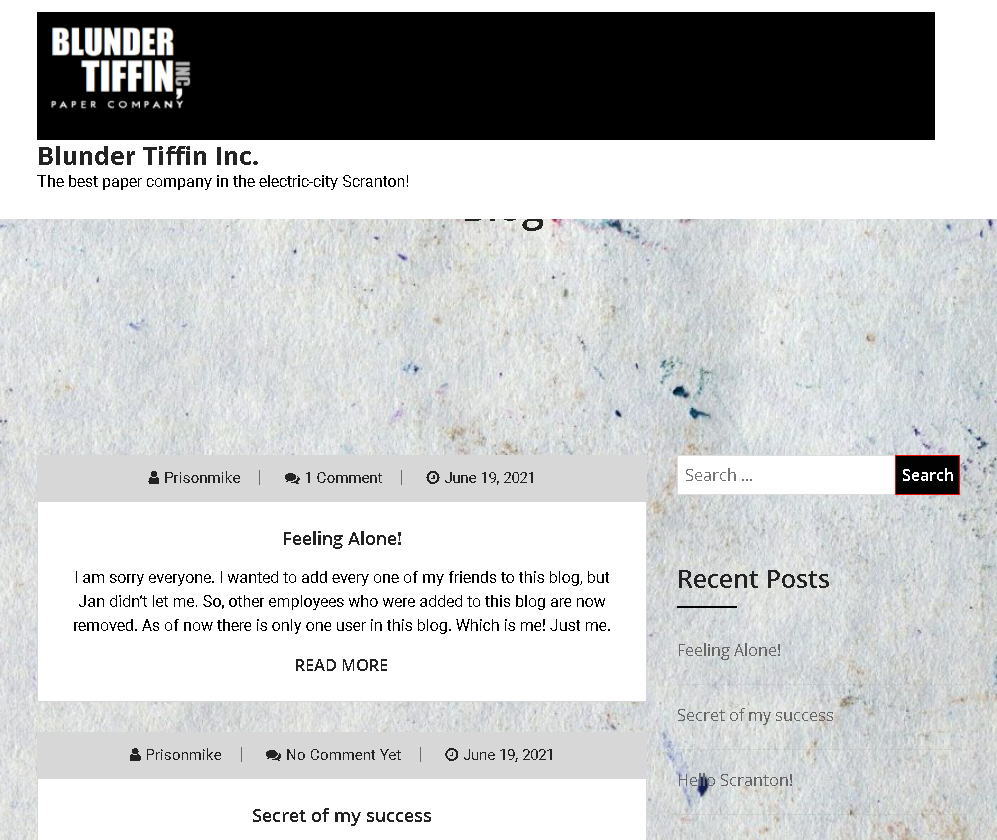 BLUNDER
TIFFIN, INC
PAPER COMPANY
Blunder Tiffin Inc.
The best paper company in the electric-city Scranton!
Blog
Prisonmike | 1 Comment | June 19, 2021
Feeling Alone!
I am sorry everyone. I wanted to add every one of my friends to this blog, but
Jan didn't let me. So, other employees who were added to this blog are now
removed. As of now there is only one user in this blog. Which is me! Just me.
READ MORE
Prisonmike | No Comment Yet | June 19, 2021
Secret of my success
Search ... Search
Recent Posts
Feeling Alone!
Secret of my success
Hello Scranton!